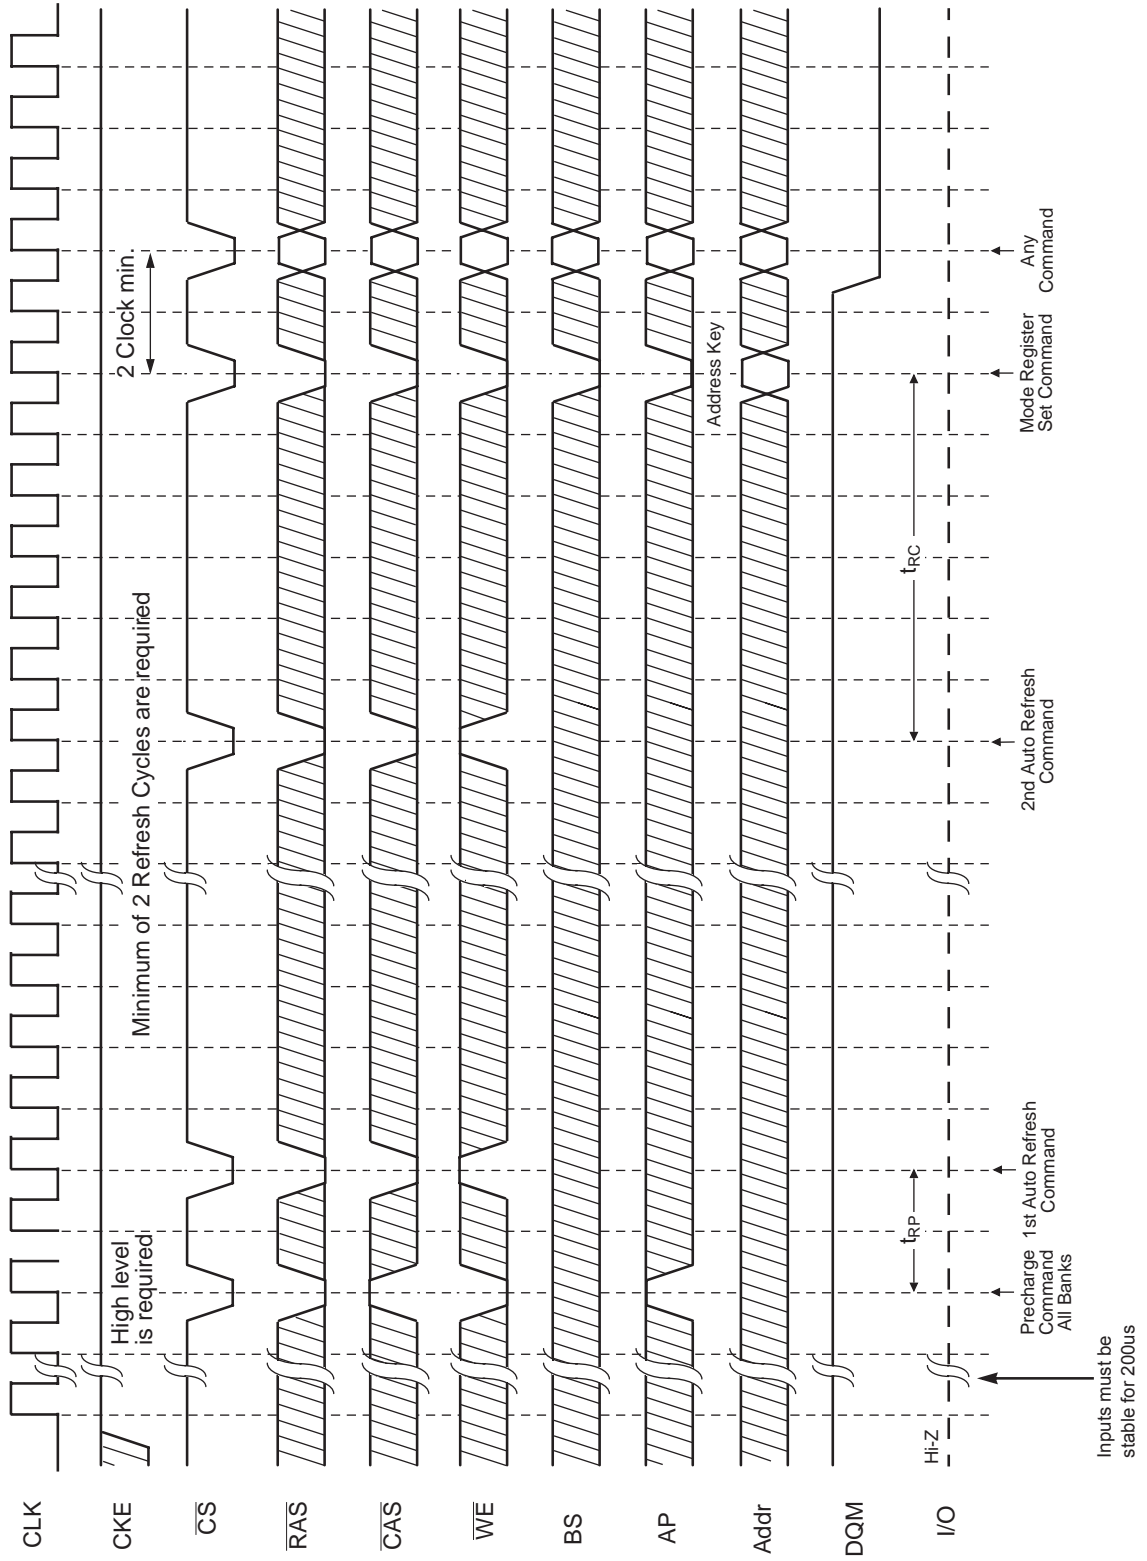 CLK
CKE
CS
RAS
CAS
WE
BS
AP
Addr
DQM
I/O
High level
is required
Minimum of 2 Refresh Cycles are required
2 Clock min.
Address Key
tRP
tRC
Hi-Z
Inputs must be
stable for 200us
Precharge
Command
All Banks
1st Auto Refresh
Command
2nd Auto Refresh
Command
Mode Register
Set Command
Any
Command